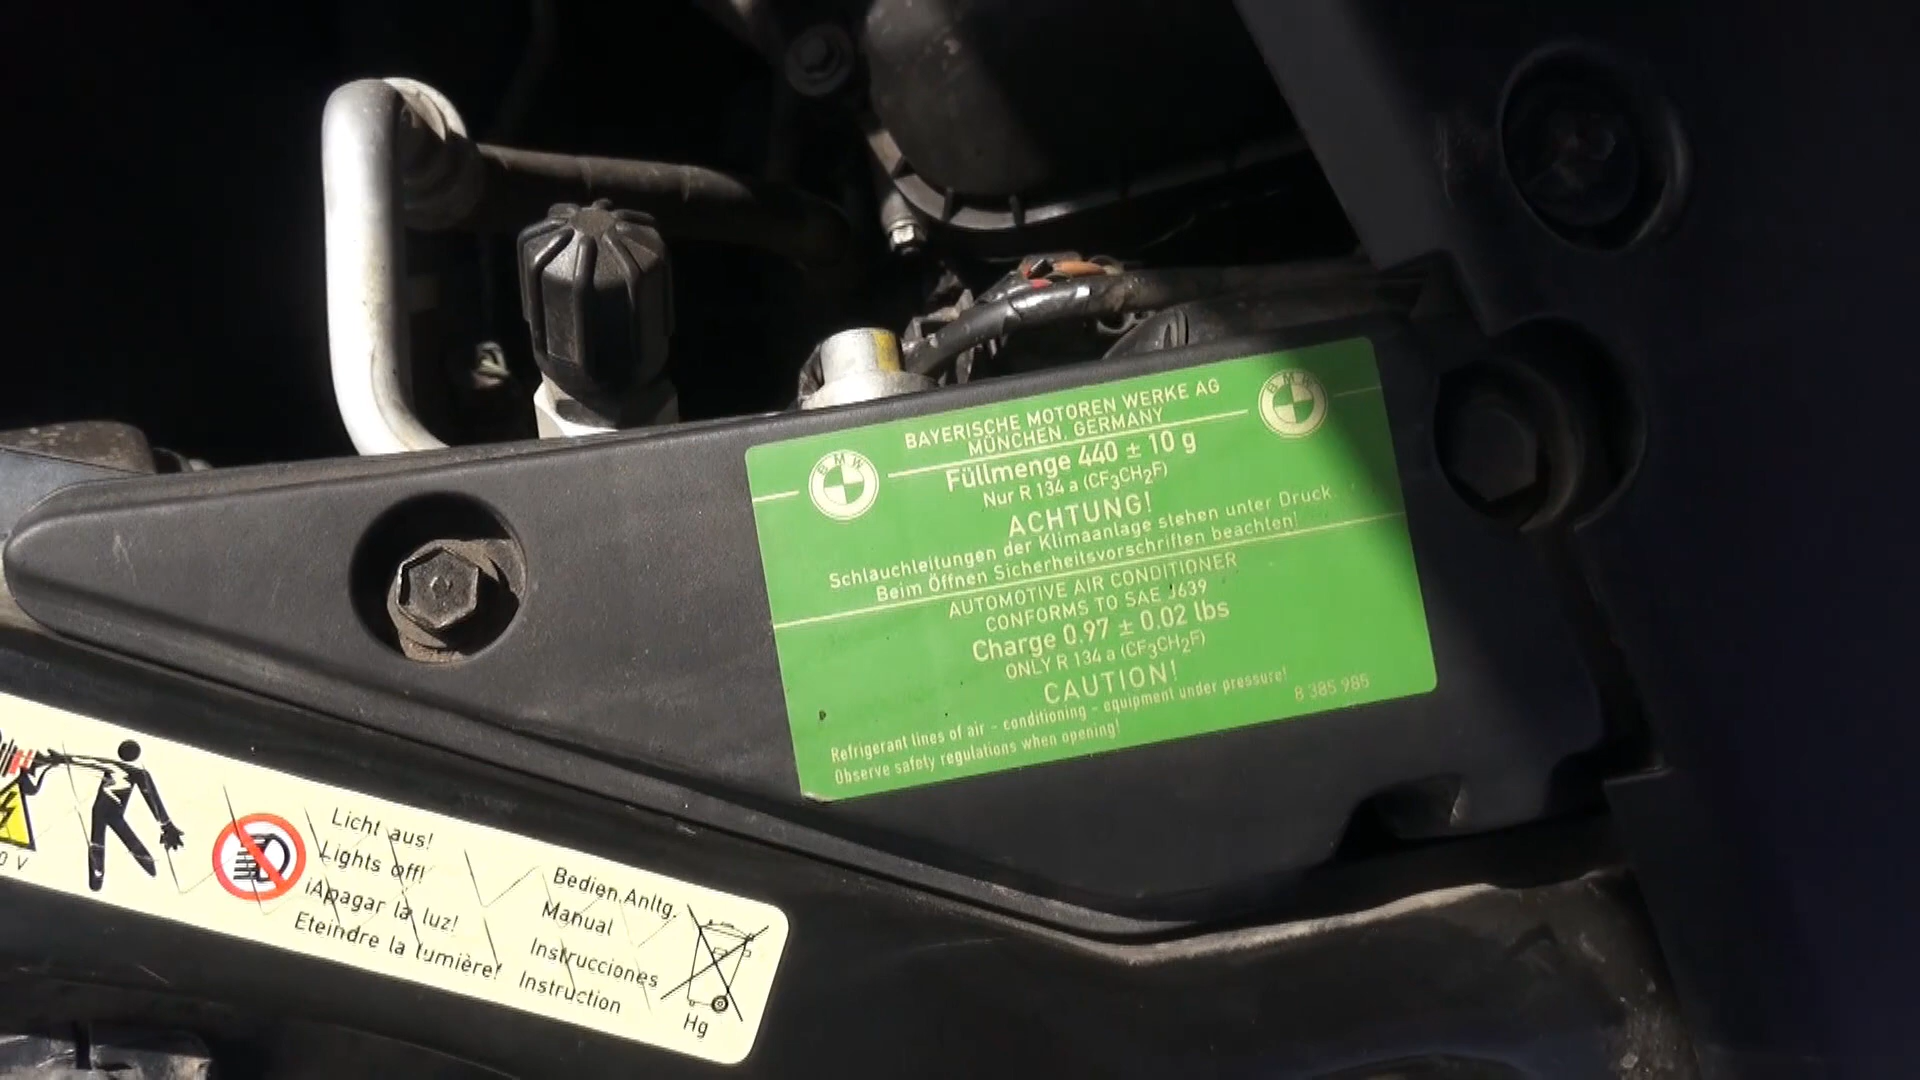 BAYERISCHE MOTOREN WERKE AG
MÜNCHEN, GERMANY
BMW
BMW
Füllmenge 440 ± 10 g
Nur R 134 a (CF3CH2F)
ACHTUNG!
Schlauchleitungen der Klimaanlage stehen unter Druck.
Beim Öffnen Sicherheitsvorschriften beachten!
AUTOMOTIVE AIR CONDITIONER
CONFORMS TO SAE J639
Charge 0.97 ± 0.02 lbs
ONLY R 134 a (CF3CH2F)
CAUTION!
Refrigerant lines of air - conditioning - equipment under pressure!
Observe safety regulations when opening!
8 385 985
0 V
Licht aus!
Lights off!
¡Apagar la luz!
Eteindre la lumière!
Bedien.Anltg.
Manual
Instrucciones
Instruction
Hg